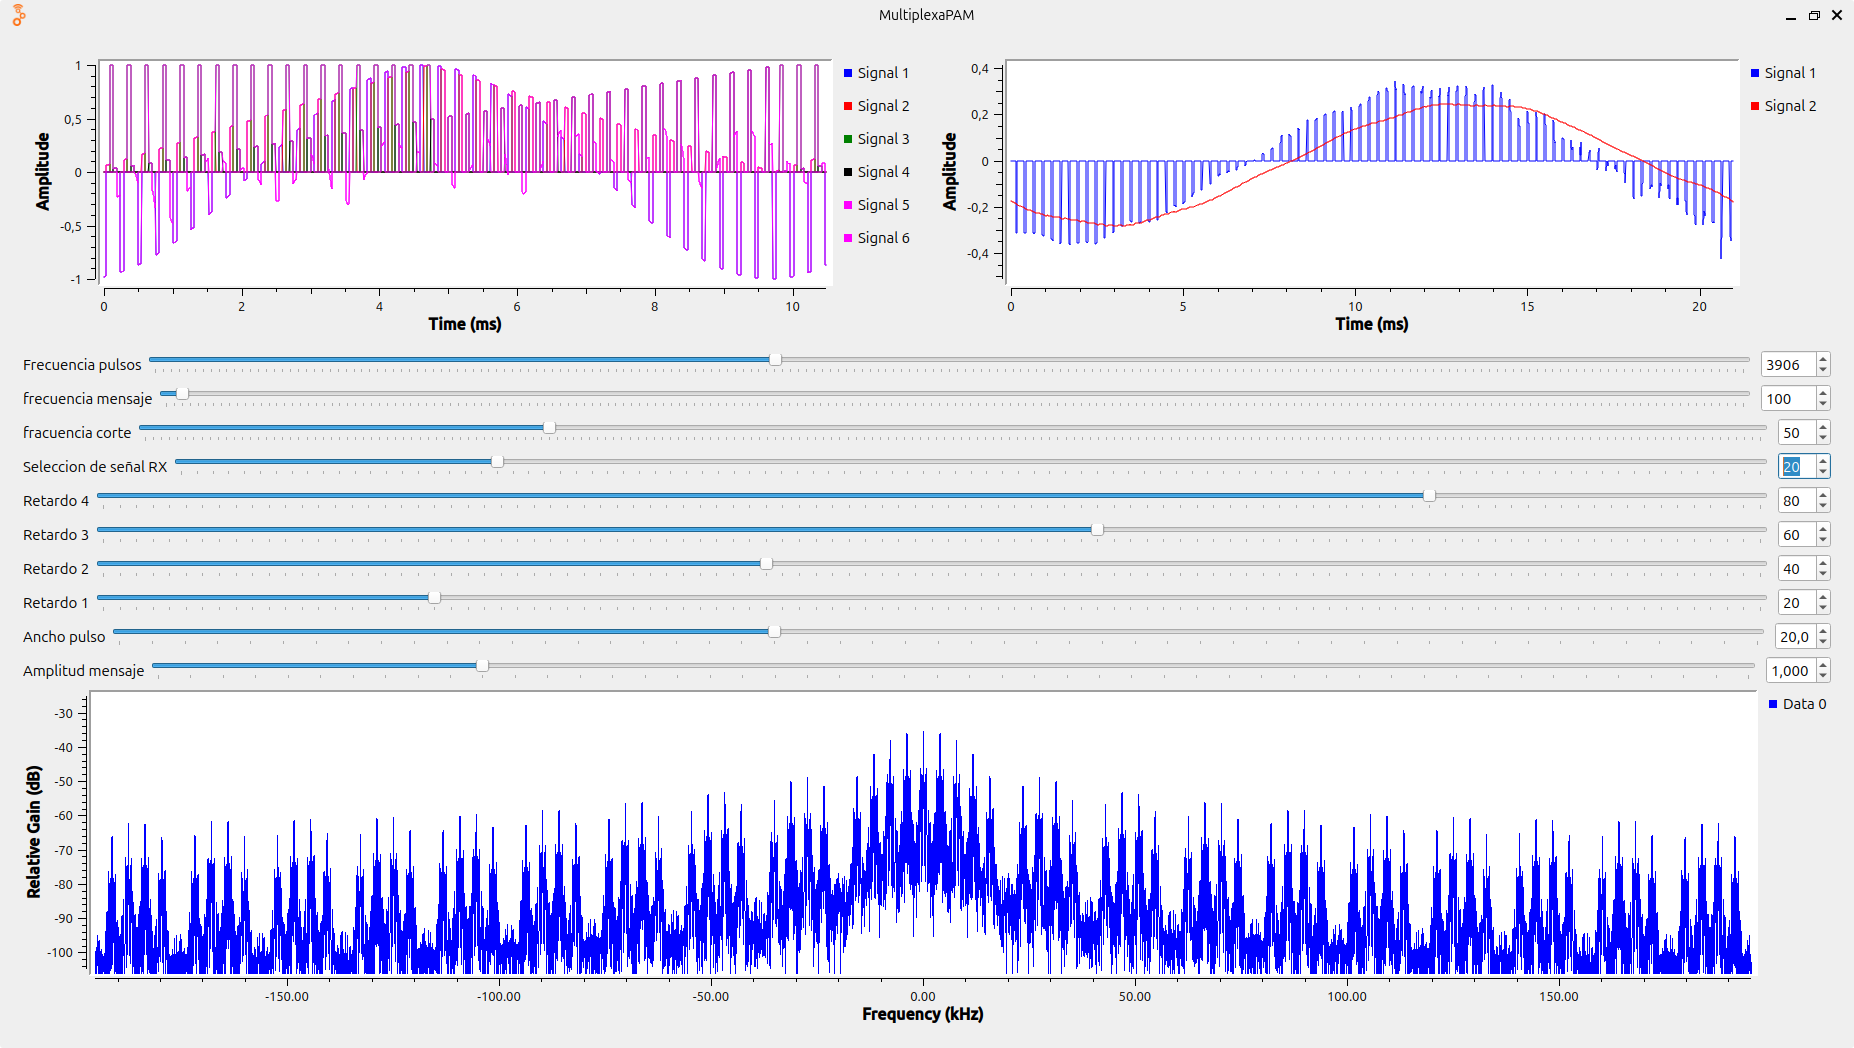 MultiplexaPAM
1
0,5
0
-0,5
-1
Amplitude
0 2 4 6 8 10
Time (ms)
Signal 1
Signal 2
Signal 3
Signal 4
Signal 5
Signal 6
0,4
0,2
0
-0,2
-0,4
Amplitude
0 5 10 15 20
Time (ms)
Signal 1
Signal 2
Frecuencia pulsos 3906
frecuencia mensaje 100
fracuencia corte 50
Seleccion de señal RX 20
Retardo 4 80
Retardo 3 60
Retardo 2 40
Retardo 1 20
Ancho pulso 20,0
Amplitud mensaje 1,000
-30
-40
-50
-60
-70
-80
-90
-100
Relative Gain (dB)
-150.00 -100.00 -50.00 0.00 50.00 100.00 150.00
Frequency (kHz)
Data 0